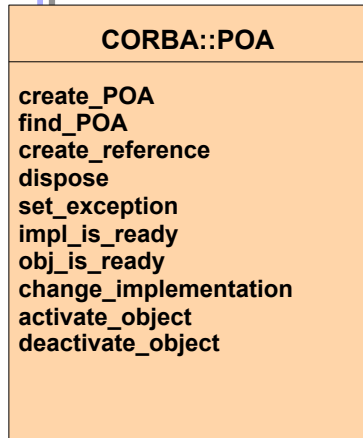 CORBA::POA
create_POA
find_POA
create_reference
dispose
set_exception
impl_is_ready
obj_is_ready
change_implementation
activate_object
deactivate_object